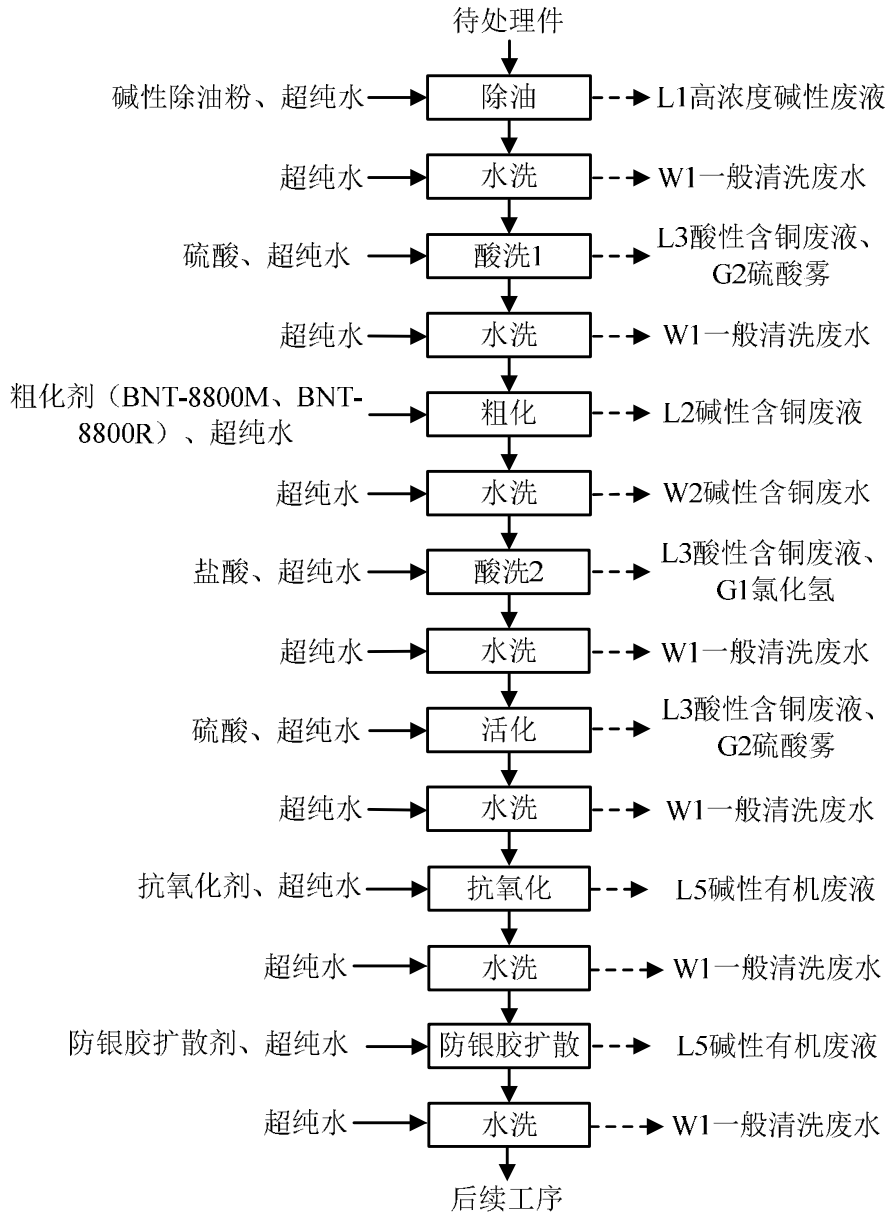 待处理件
碱性除油粉、超纯水
除油
L1高浓度碱性废液
超纯水
水洗
W1一般清洗废水
硫酸、超纯水
酸洗1
L3酸性含铜废液、
G2硫酸雾
超纯水
水洗
W1一般清洗废水
粗化剂（BNT-8800M、BNT-
8800R）、超纯水
粗化
L2碱性含铜废液
超纯水
水洗
W2碱性含铜废水
盐酸、超纯水
酸洗2
L3酸性含铜废液、
G1氯化氢
超纯水
水洗
W1一般清洗废水
硫酸、超纯水
活化
L3酸性含铜废液、
G2硫酸雾
超纯水
水洗
W1一般清洗废水
抗氧化剂、超纯水
抗氧化
L5碱性有机废液
超纯水
水洗
W1一般清洗废水
防银胶扩散剂、超纯水
防银胶扩散
L5碱性有机废液
超纯水
水洗
W1一般清洗废水
后续工序